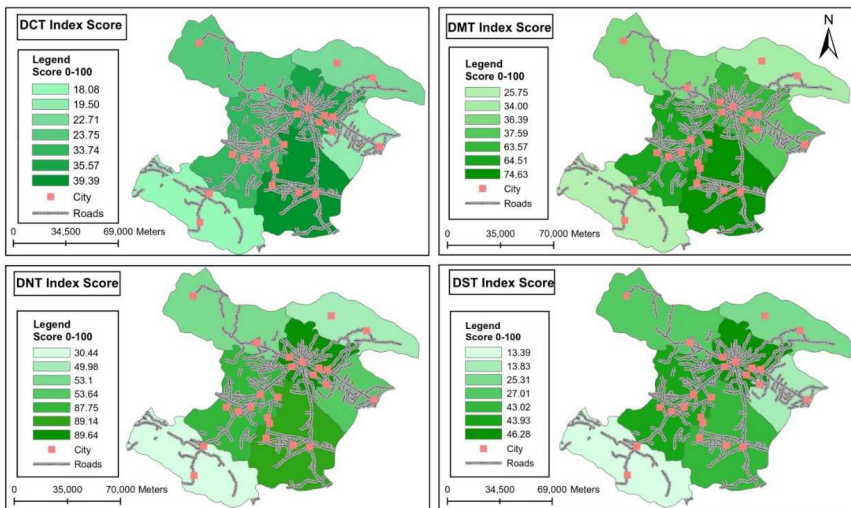 DCT Index Score
Legend
Score 0-100
18.08
19.50
22.71
23.75
33.74
35.57
39.39
City
Roads
0 34,500 69,000 Meters
DMT Index Score
N
Legend
Score 0-100
25.75
34.00
36.39
37.59
63.57
64.51
74.63
City
Roads
0 35,000 70,000 Meters
DNT Index Score
Legend
Score 0-100
30.44
49.98
53.1
53.64
87.75
89.14
89.64
City
Roads
0 35,000 70,000 Meters
DST Index Score
Legend
Score 0-100
13.39
13.83
25.31
27.01
43.02
43.93
46.28
City
Roads
0 34,500 69,000 Meters